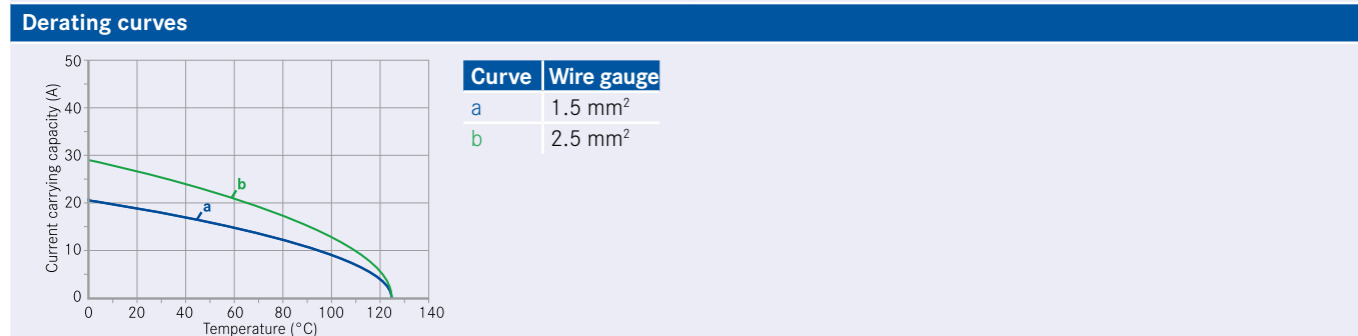 Derating curves
50
40
30
20
10
0
Current carrying capacity (A)
b
a
0 20 40 60 80 100 120 140
Temperature (°C)
Curve Wire gauge
a 1.5 mm²
b 2.5 mm²